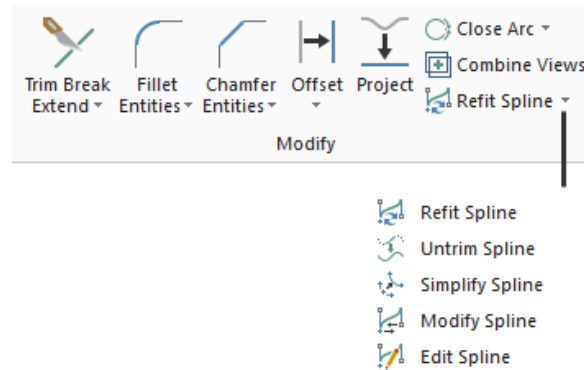 Trim Break
Extend
Fillet
Entities
Chamfer
Entities
Offset
Project
Close Arc
Combine Views
Refit Spline
Modify
Refit Spline
Untrim Spline
Simplify Spline
Modify Spline
Edit Spline